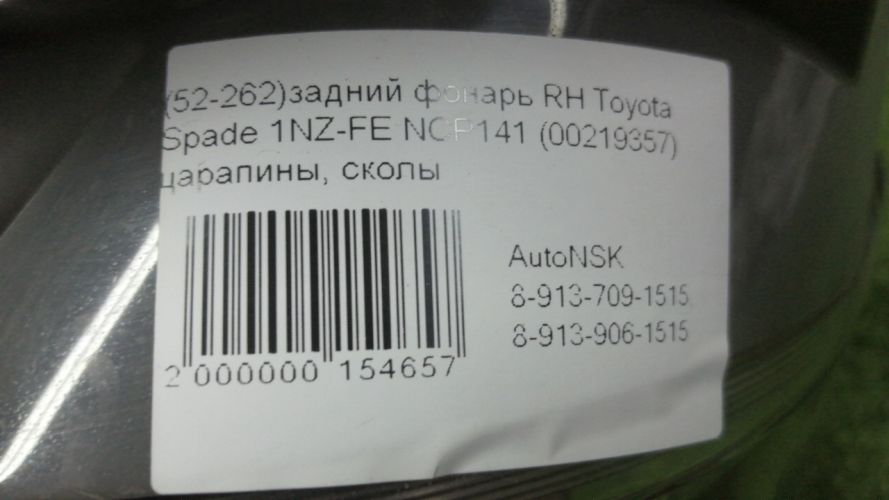 (52-262)задний фонарь RH Toyota
Spade 1NZ-FE NCP141 (00219357)
царапины, сколы
AutoNSK
8-913-709-1515
8-913-906-1515
2 000000 154657